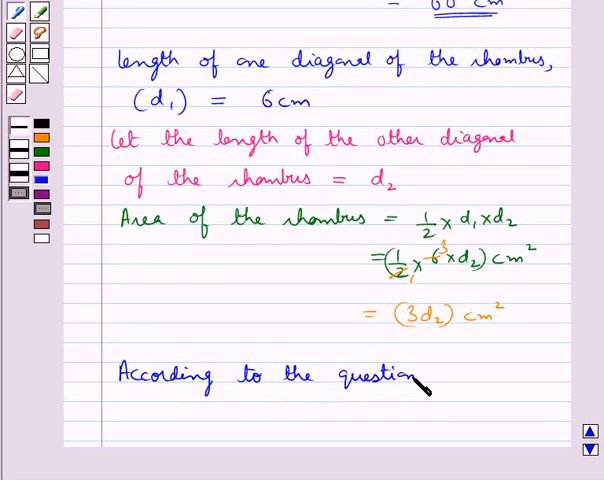 length of one diagonal of the rhombus,
(d₁) = 6cm
Let the length of the other diagonal
of the rhombus = d₂
Area of the rhombus = 1/2 × d₁ × d₂
= (1/2 × 6 3 × d₂) cm²
= (3d₂) cm²
According to the question